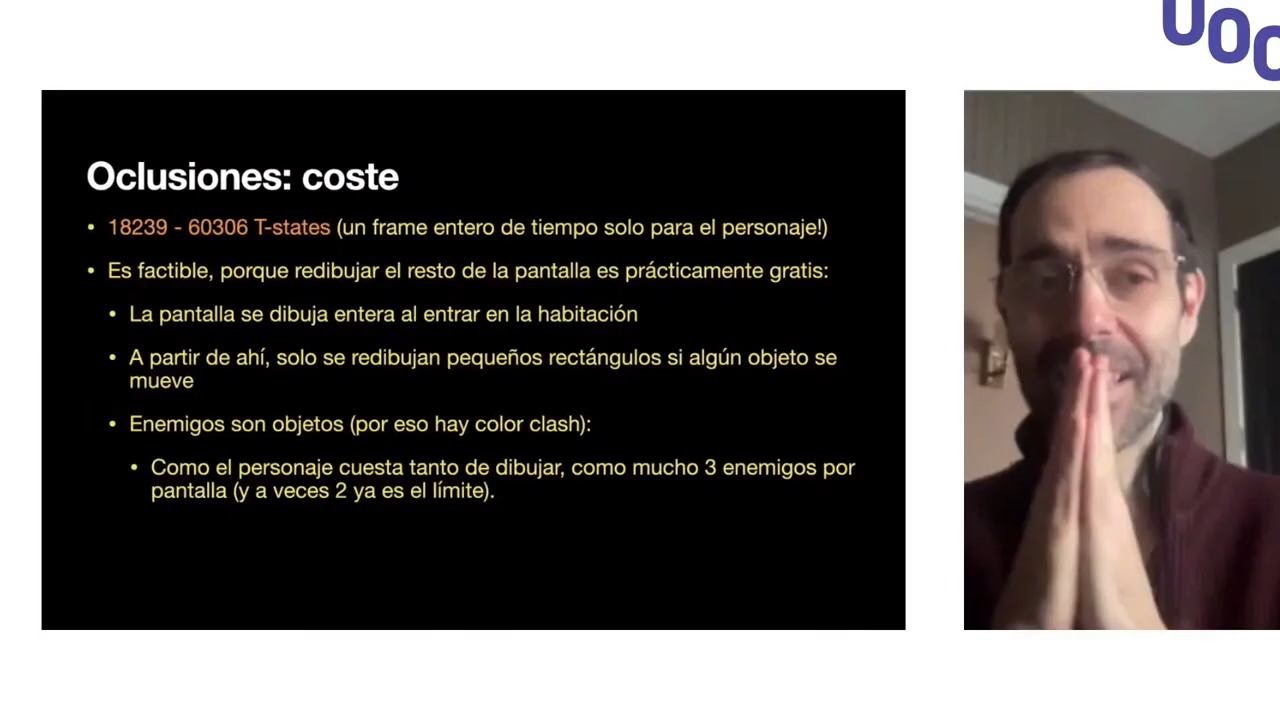 UOC
Oclusiones: coste
• 18239 - 60306 T-states (un frame entero de tiempo solo para el personaje!)
• Es factible, porque redibujar el resto de la pantalla es prácticamente gratis:
• La pantalla se dibuja entera al entrar en la habitación
• A partir de ahí, solo se redibujan pequeños rectángulos si algún objeto se
mueve
• Enemigos son objetos (por eso hay color clash):
• Como el personaje cuesta tanto de dibujar, como mucho 3 enemigos por
pantalla (y a veces 2 ya es el límite).